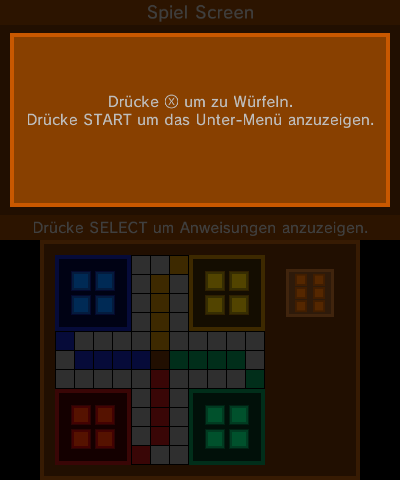 Spiel Screen
Drücke Ⓧ um zu Würfeln.
Drücke START um das Unter-Menü anzuzeigen.
Drücke SELECT um Anweisungen anzuzeigen.